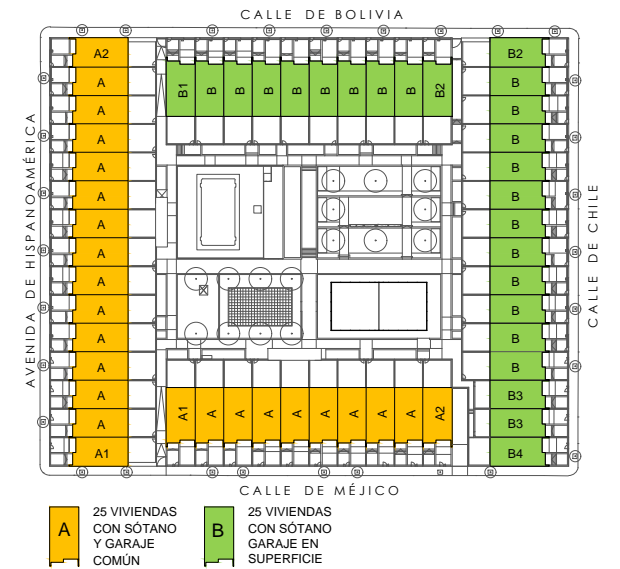 CALLE DE BOLIVIA
AVENIDA DE HISPANOAMÉRICA
A2
A
A
A
A
A
A
A
A
A
A
A
A
A
A1
B1 B B B B B B B B B2
B2
B
B
B
B
B
B
B
B
B
B
B
B3
B3
B4
CALLE DE CHILE
A1 A A A A A A A A A2
CALLE DE MÉJICO
A
25 VIVIENDAS
CON SÓTANO
Y GARAJE
COMÚN
B
25 VIVIENDAS
CON SÓTANO
GARAJE EN
SUPERFICIE